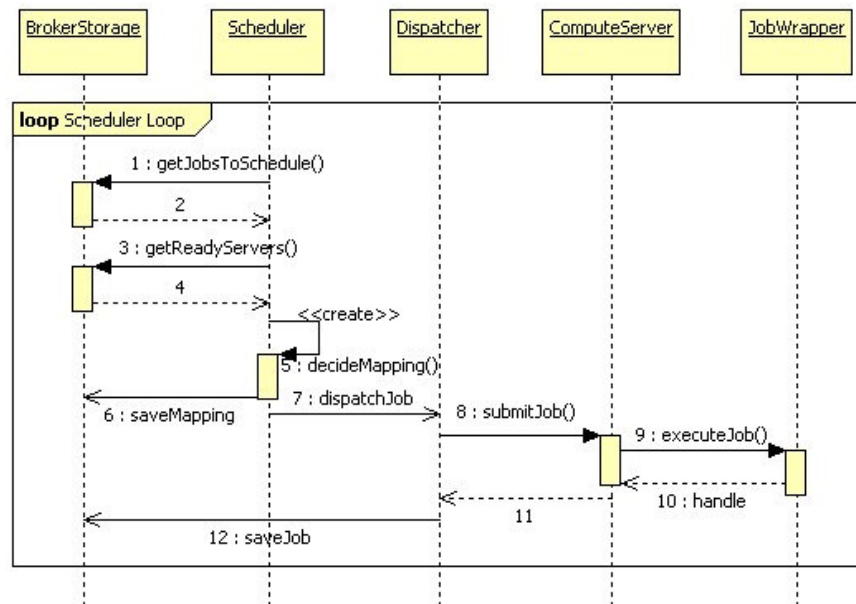 BrokerStorage
Scheduler
Dispatcher
ComputeServer
JobWrapper
loop Scheduler Loop
1 : getJobsToSchedule()
2
3 : getReadyServers()
4
<<create>>
5 : decideMapping()
6 : saveMapping
7 : dispatchJob
8 : submitJob()
9 : executeJob()
10 : handle
11
12 : saveJob